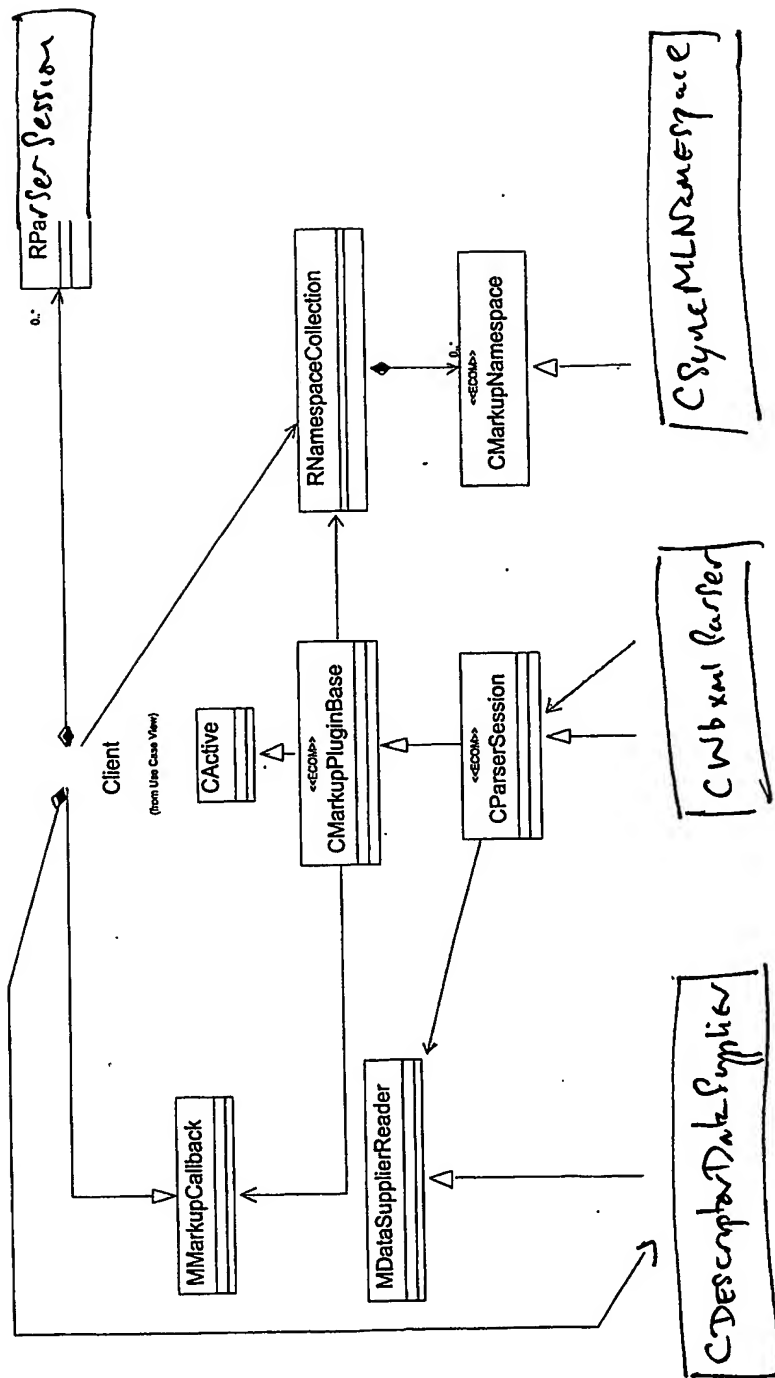 RParserSession
0..*
Client
(from Use Case View)
CActive
MMarkupCallback
<<ECOM>>
CMarkupPluginBase
RNamespaceCollection
MDataSupplierReader
<<ECOM>>
CParserSession
0..*
<<ECOM>>
CMarkupNamespace
CDescriptorDataSupplier
CWbxmlParser
CSyncMLNamespace